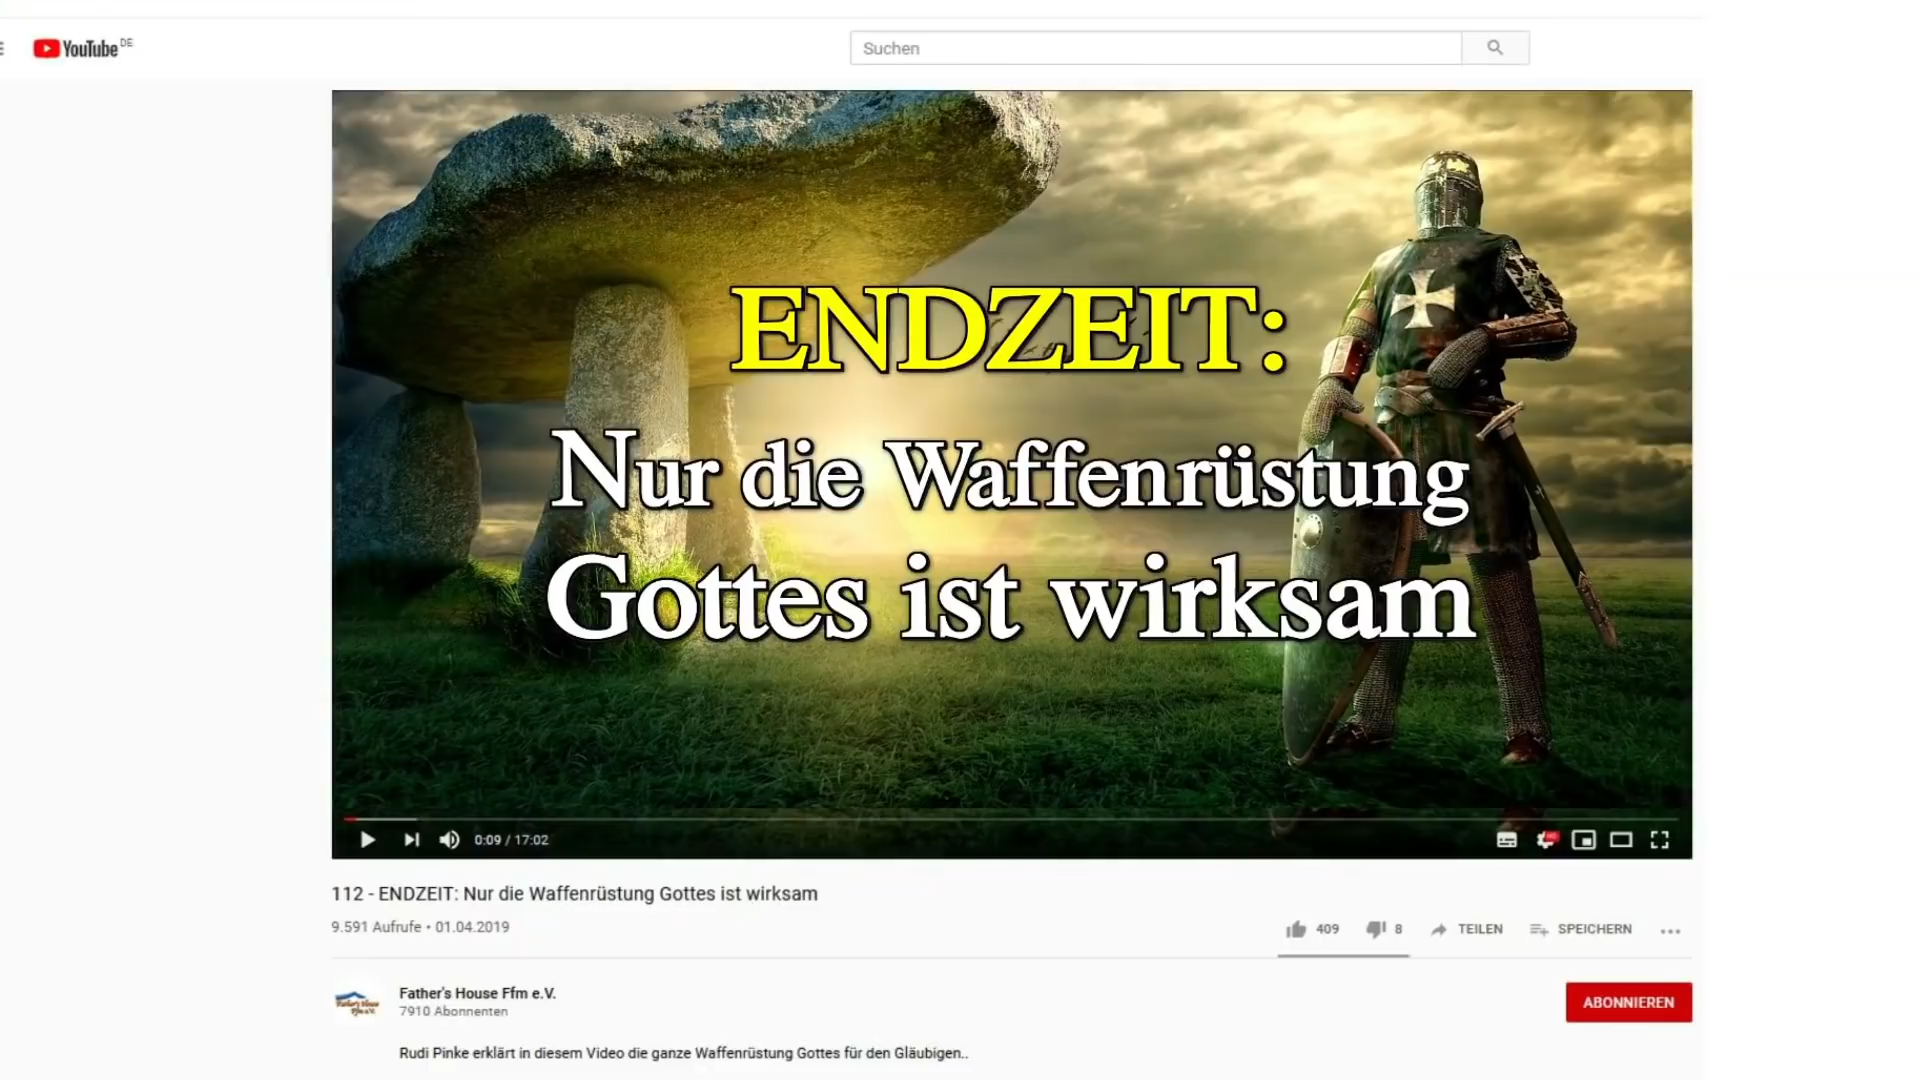 YouTube DE
Suchen
ENDZEIT:
Nur die Waffenrüstung
Gottes ist wirksam
0:09 / 17:02
112 - ENDZEIT: Nur die Waffenrüstung Gottes ist wirksam
9.591 Aufrufe • 01.04.2019
409 8 TEILEN SPEICHERN
Father's House Ffm e.V.
7910 Abonnenten
ABONNIEREN
Rudi Pinke erklärt in diesem Video die ganze Waffenrüstung Gottes für den Gläubigen..